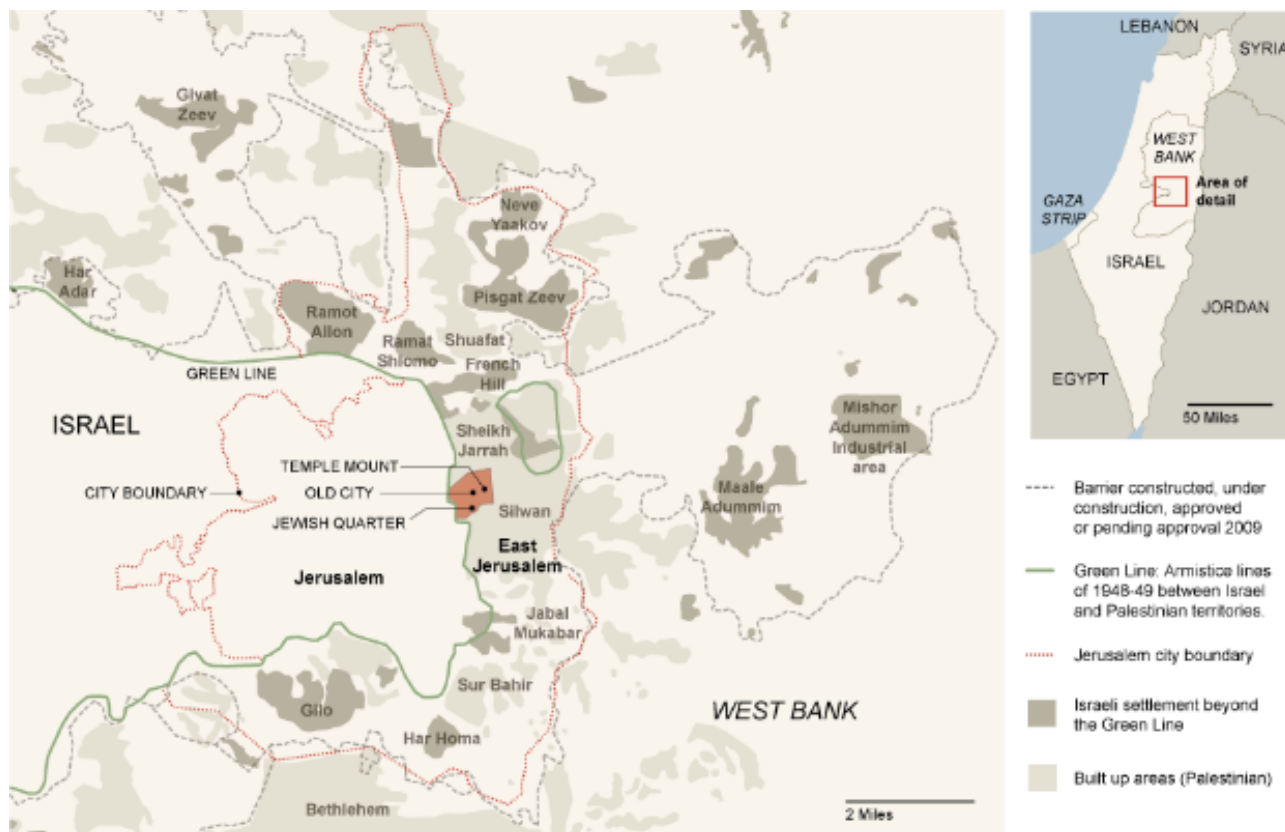 Givat
Zeev
Neve
Yaakov
Har
Adar
Pisgat Zeev
Ramot
Allon
Ramat
Shlomo
Shuafat
French
Hill
GREEN LINE
ISRAEL
Sheikh
Jarrah
Mishor
Adummim
Industrial
area
TEMPLE MOUNT
CITY BOUNDARY
OLD CITY
JEWISH QUARTER
Silwan
Maale
Adummim
East
Jerusalem
Jerusalem
Jabal
Mukabar
Sur Bahir
Gilo
WEST BANK
Har Homa
Bethlehem
2 Miles
LEBANON
SYRIA
WEST
BANK
Area of
detail
GAZA
STRIP
ISRAEL
JORDAN
EGYPT
50 Miles
Barrier constructed, under
construction, approved
or pending approval 2009
Green Line: Armistice lines
of 1948-49 between Israel
and Palestinian territories.
Jerusalem city boundary
Israeli settlement beyond
the Green Line
Built up areas (Palestinian)